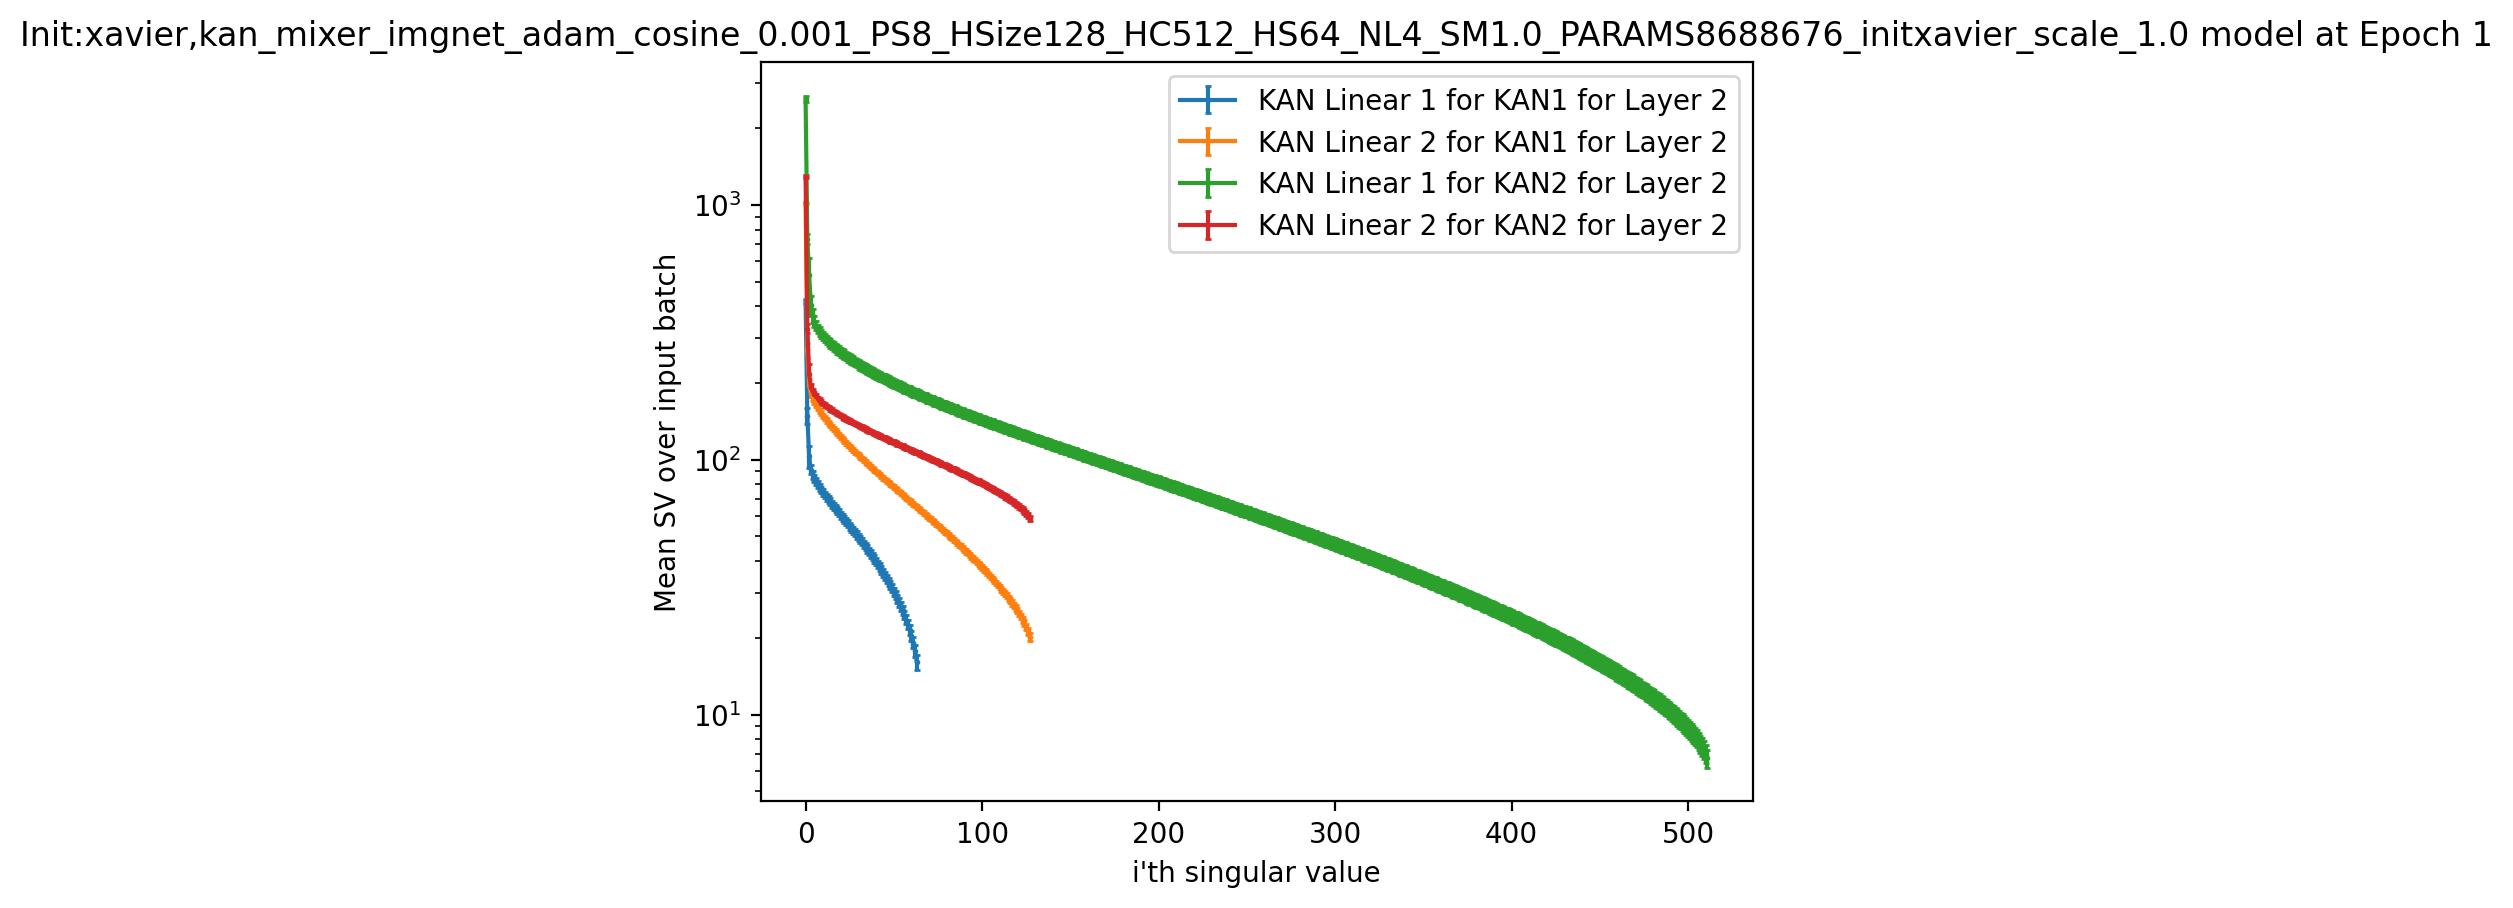 Init:xavier,kan_mixer_imgnet_adam_cosine_0.001_PS8_HSize128_HC512_HS64_NL4_SM1.0_PARAMS8688676_initxavier_scale_1.0 model at Epoch 1
KAN Linear 1 for KAN1 for Layer 2
KAN Linear 2 for KAN1 for Layer 2
KAN Linear 1 for KAN2 for Layer 2
KAN Linear 2 for KAN2 for Layer 2
Mean SV over input batch
10³
10²
10¹
0 100 200 300 400 500
i'th singular value